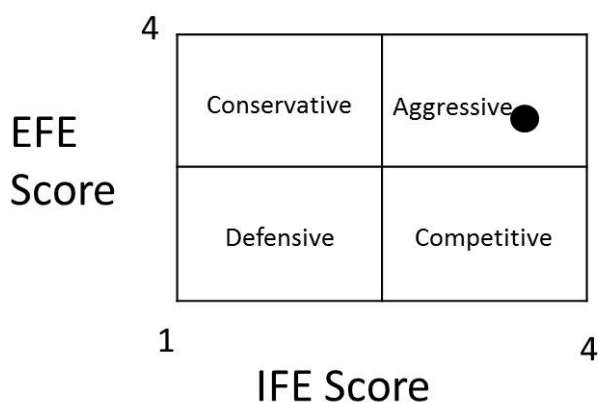 4
EFE
Score
Conservative
Aggressive
Defensive
Competitive
1
4
IFE Score